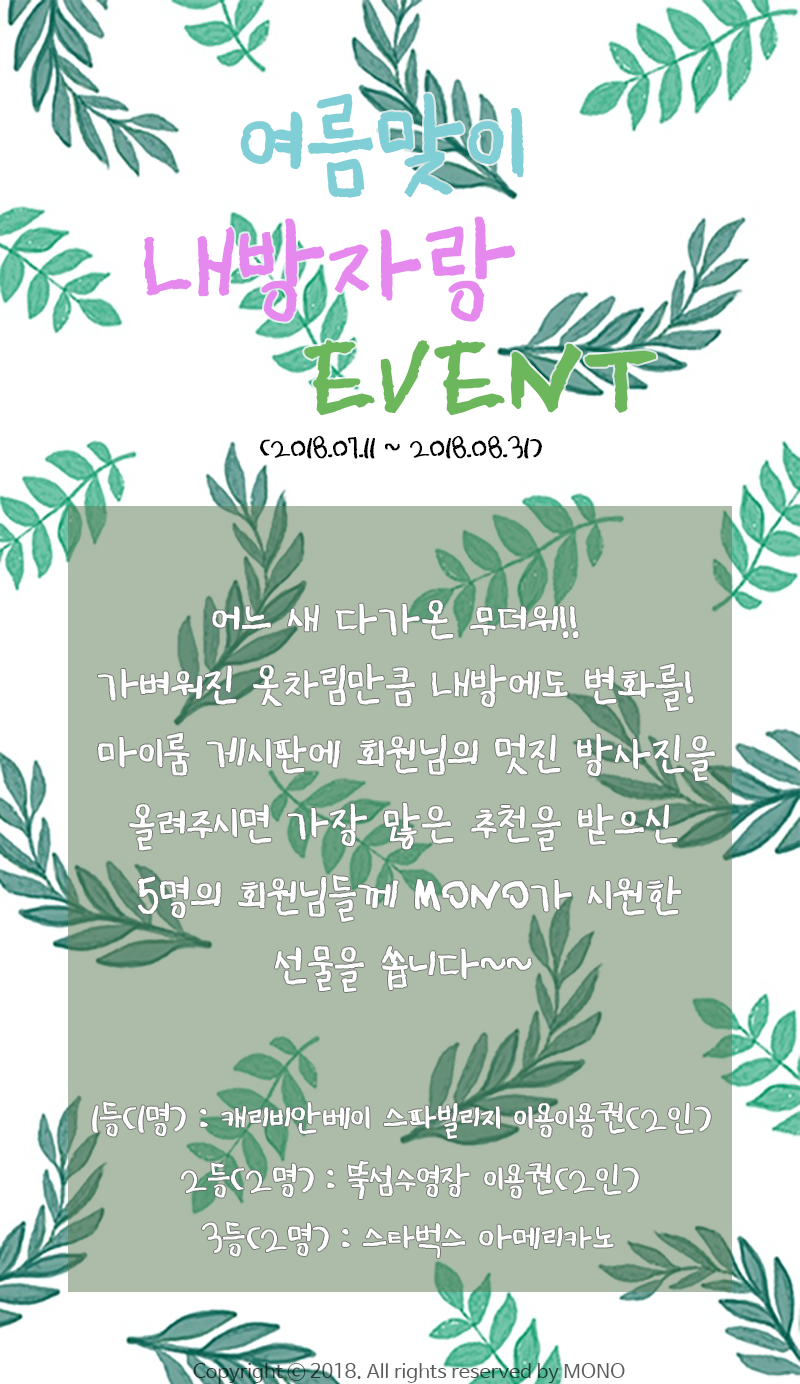 여름맞이
내방자랑
EVENT
(2018.07.11 ~ 2018.08.31)
어느 새 다가온 무더위!!
가벼워진 옷차림만큼 내방에도 변화를!
마이룸 게시판에 회원님의 멋진 방사진을
올려주시면 가장 많은 추천을 받으신
5명의 회원님들께 MONO가 시원한
선물을 쏩니다~~
1등(1명) : 캐리비안베이 스파빌리지 이용이용권(2인)
2등(2명) : 뚝섬수영장 이용권(2인)
3등(2명) : 스타벅스 아메리카노
Copyright ⓒ 2018. All rights reserved by MONO